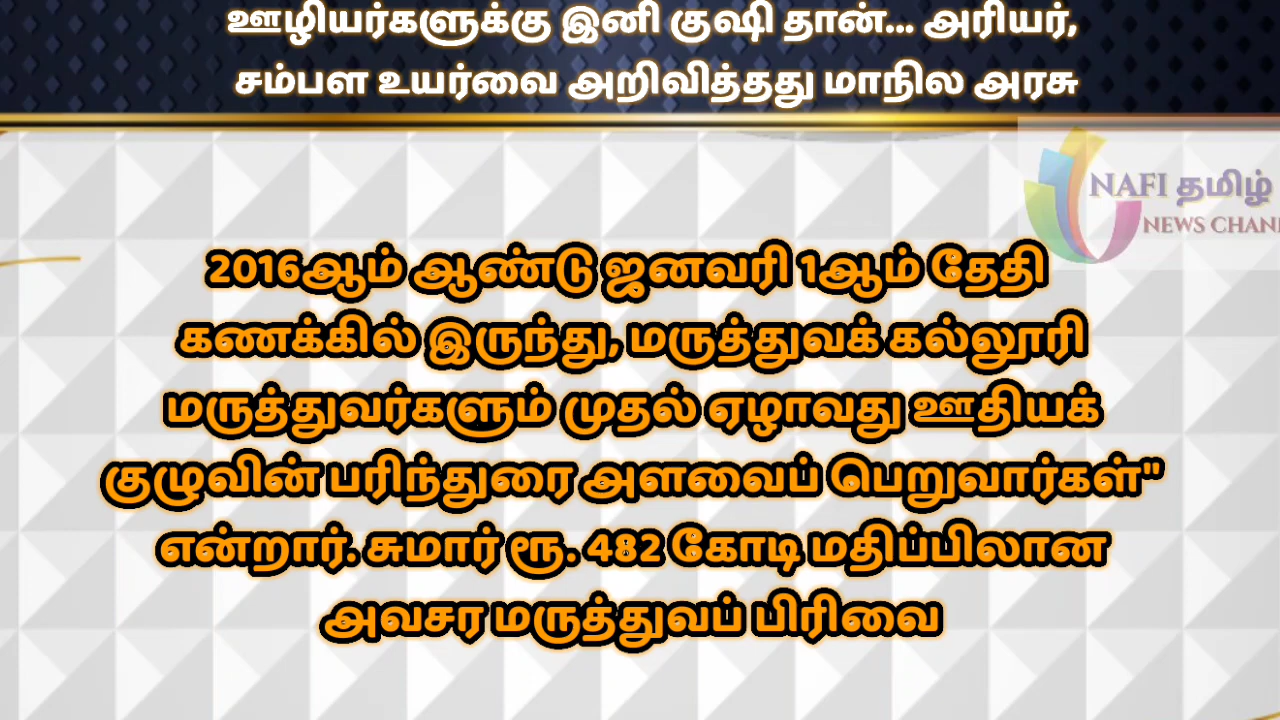 ஊழியர்களுக்கு இனி குஷி தான்... அரியர்,
சம்பள உயர்வை அறிவித்தது மாநில அரசு
NAFI தமிழ்
NEWS
2016ஆம் ஆண்டு ஜனவரி 1ஆம் தேதி
கணக்கில் இருந்து, மருத்துவக் கல்லூரி
மருத்துவர்களும் முதல் ஏழாவது ஊதியக்
குழுவின் பரிந்துரை அளவைப் பெறுவார்கள்"
என்றார். சுமார் ரூ. 482 கோடி மதிப்பிலான
அவசர மருத்துவப் பிரிவை